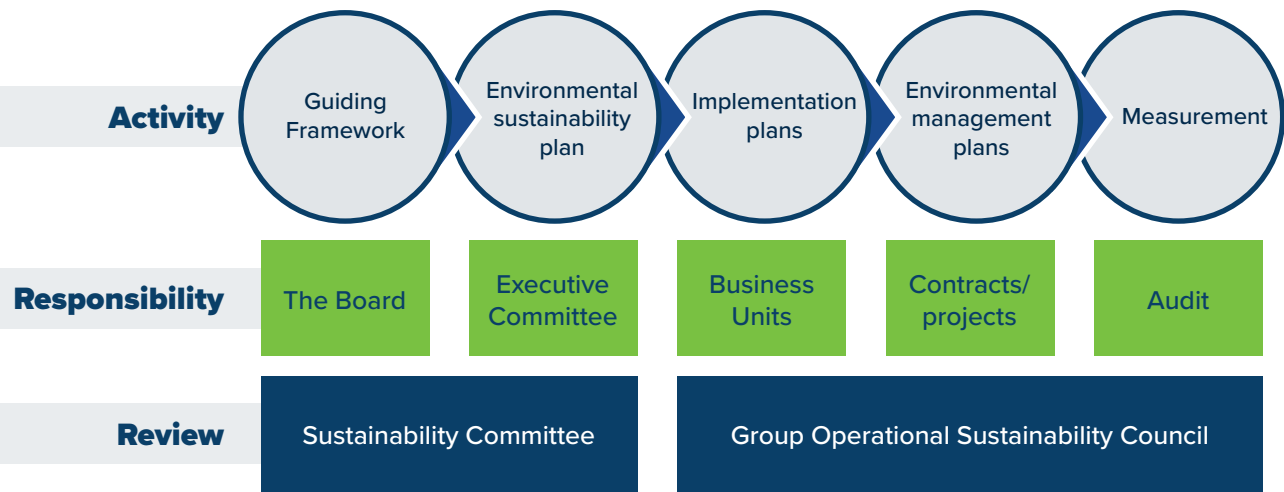 Activity
Guiding
Framework
Environmental
sustainability
plan
Implementation
plans
Environmental
management
plans
Measurement
Responsibility
The Board
Executive
Committee
Business
Units
Contracts/
projects
Audit
Review
Sustainability Committee
Group Operational Sustainability Council